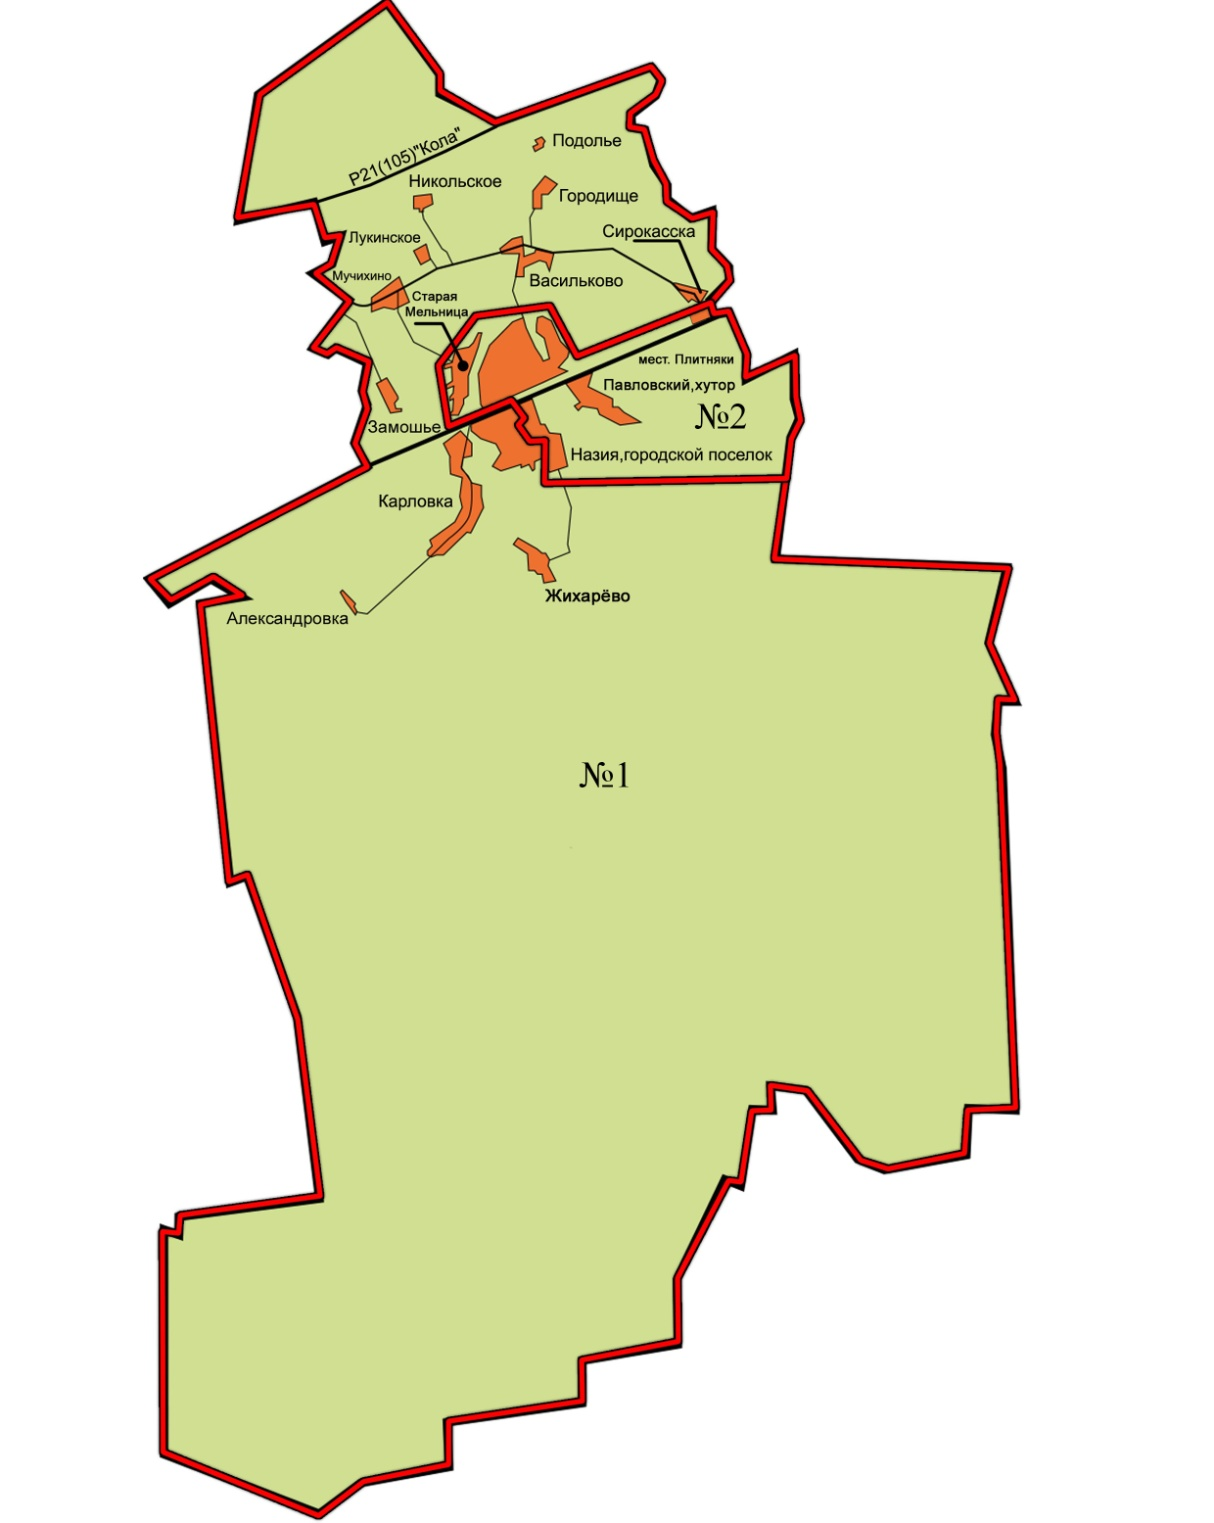 Р21(105)"Кола"
Подолье
Никольское
Городище
Сирокасска
Лукинское
Мучихино
Васильково
Старая
Мельница
мест. Плитняки
Павловский,хутор
№2
Замошье
Назия,городской поселок
Карловка
Жихарёво
Александровка
№1